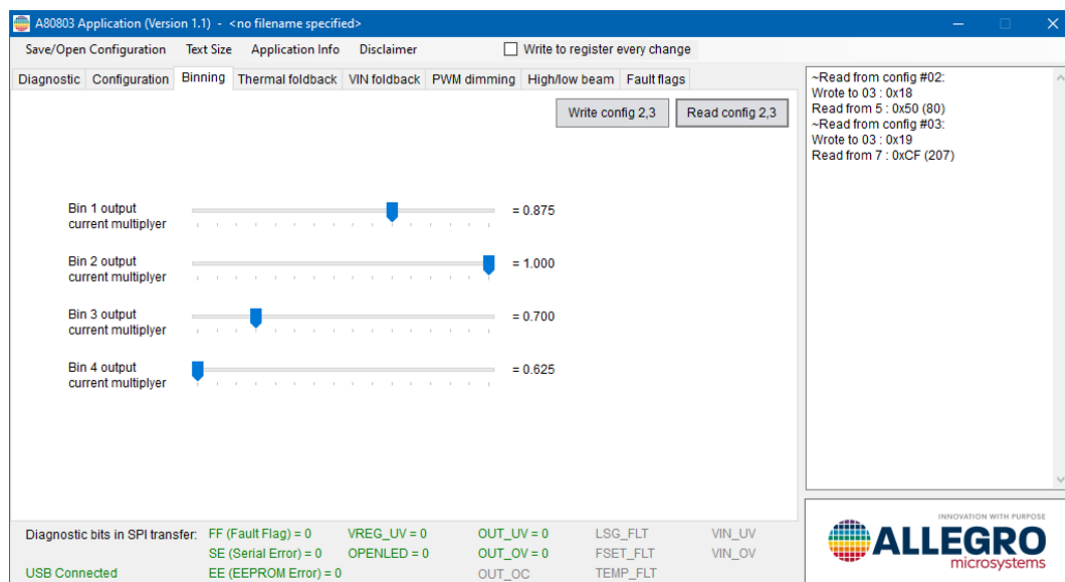 A80803 Application (Version 1.1) - <no filename specified>
Save/Open Configuration Text Size Application Info Disclaimer Write to register every change
Diagnostic Configuration Binning Thermal foldback VIN foldback PWM dimming High/low beam Fault flags
Write config 2,3 Read config 2,3
Bin 1 output
current multiplyer
= 0.875
Bin 2 output
current multiplyer
= 1.000
Bin 3 output
current multiplyer
= 0.700
Bin 4 output
current multiplyer
= 0.625
~Read from config #02:
Wrote to 03 : 0x18
Read from 5 : 0x50 (80)
~Read from config #03:
Wrote to 03 : 0x19
Read from 7 : 0xCF (207)
Diagnostic bits in SPI transfer: FF (Fault Flag) = 0 VREG_UV = 0 OUT_UV = 0 LSG_FLT VIN_UV
SE (Serial Error) = 0 OPENLED = 0 OUT_OV = 0 FSET_FLT VIN_OV
USB Connected EE (EEPROM Error) = 0 OUT_OC TEMP_FLT
INNOVATION WITH PURPOSE
ALLEGRO
microsystems